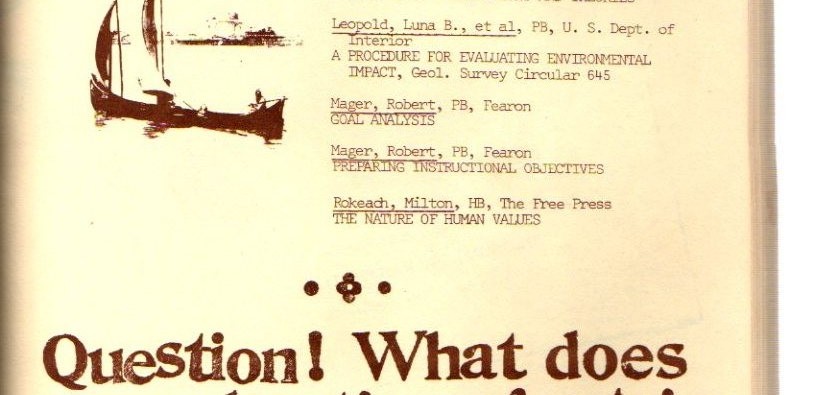 Leopold, Luna B., et al, PB, U. S. Dept. of
Interior
A PROCEDURE FOR EVALUATING ENVIRONMENTAL
IMPACT, Geol. Survey Circular 645
Mager, Robert, PB, Fearon
GOAL ANALYSIS
Mager, Robert, PB, Fearon
PREPARING INSTRUCTIONAL OBJECTIVES
Rokeach, Milton, HB, The Free Press
THE NATURE OF HUMAN VALUES
Question! What does